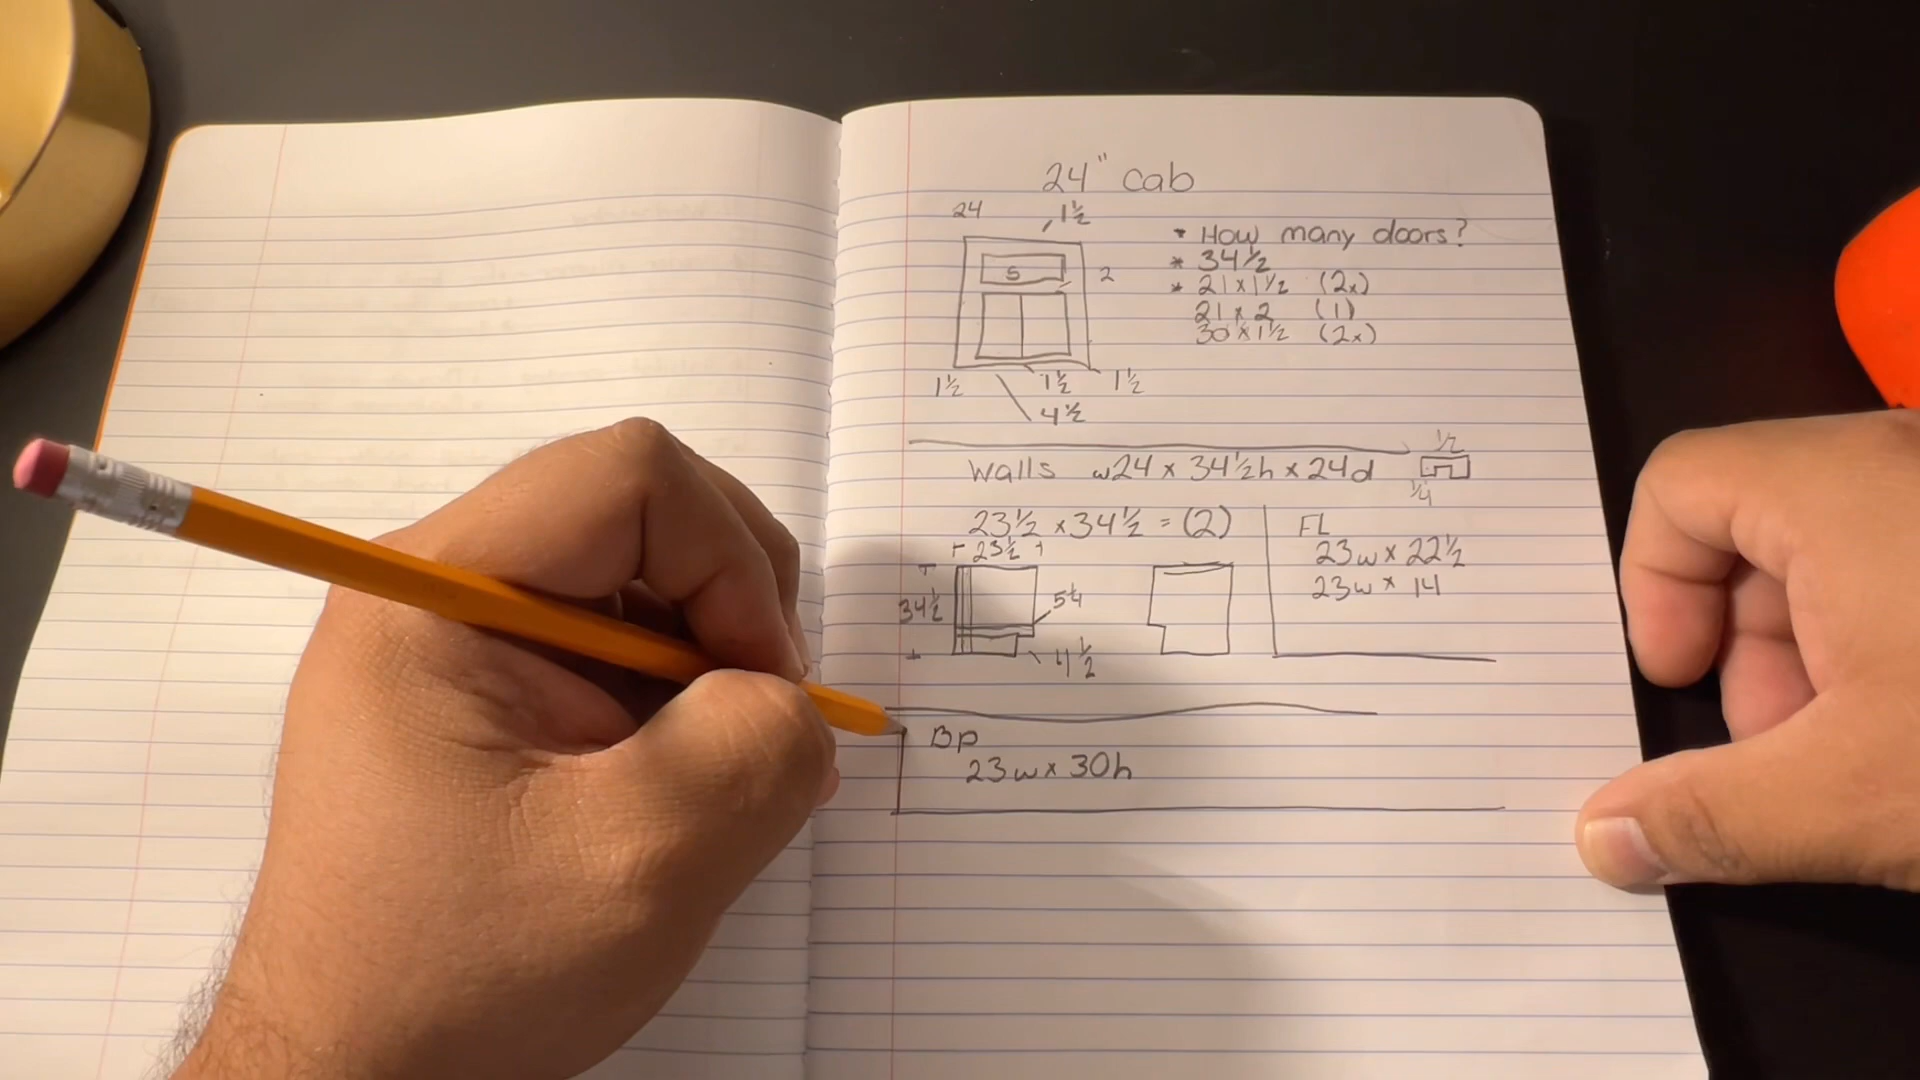 24" cab
24
1½
5
2
1½
1½
1½
4½
* How many doors?
* 34½
* 21 x 1½ (2x)
21 x 2 (1)
30 x 1½ (2x)
Walls w24 x 34½h x 24d
½
¼
23½ x 34½ = (2)
23½
34½
5¼
4½
FL
23w x 22½
23w x 14
Bp
23w x 30h